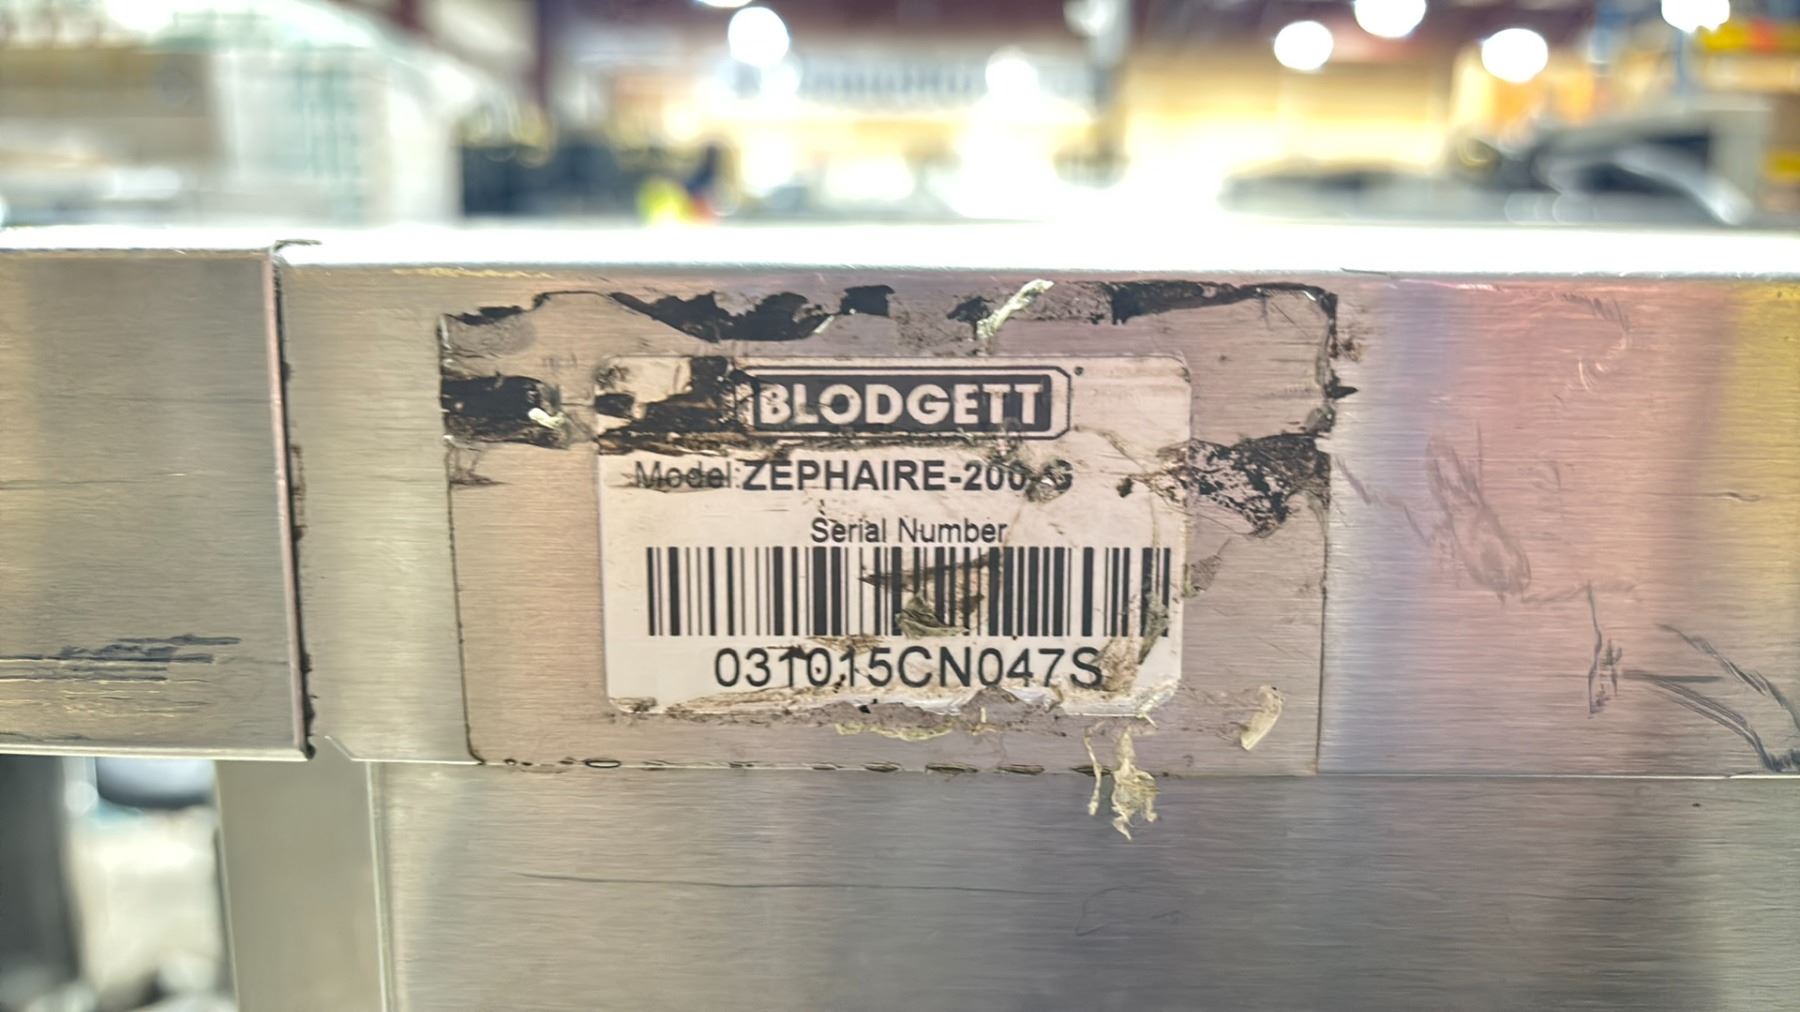 BLODGETT
Model:ZEPHAIRE-200-G
Serial Number
031015CN047S